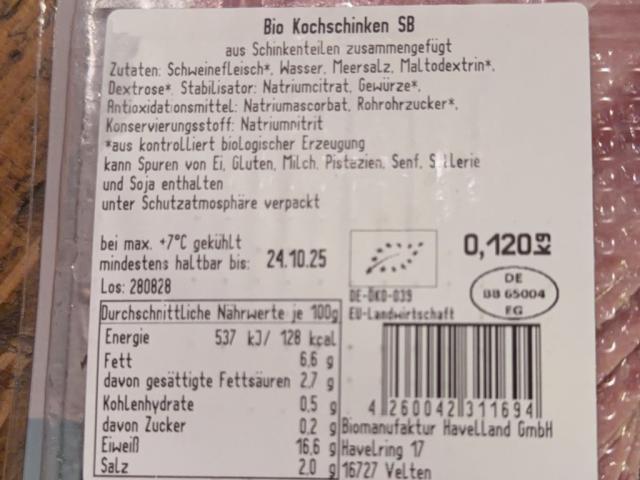 Bio Kochschinken SB
aus Schinkenteilen zusammengefügt
Zutaten: Schweinefleisch*, Wasser, Meersalz, Maltodextrin*,
Dextrose*, Stabilisator: Natriumcitrat, Gewürze*,
Antioxidationsmittel: Natriumascorbat, Rohrohrzucker*,
Konservierungsstoff: Natriumnitrit
*aus kontrolliert biologischer Erzeugung
kann Spuren von Ei, Gluten, Milch, Pistazien, Senf, Sellerie
und Soja enthalten
unter Schutzatmosphäre verpackt
bei max. +7°C gekühlt
mindestens haltbar bis: 24.10.25
Los: 280828
0,120kg
DE
BB 65004
EG
DE-ÖKO-039
EU-Landwirtschaft
Durchschnittliche Nährwerte je 100g
Energie 537 kJ/ 128 kcal
Fett 6,6 g
davon gesättigte Fettsäuren 2,7 g
Kohlenhydrate 0,5 g
davon Zucker 0,2 g
Eiweiß 16,6 g
Salz 2,0 g
4 260042 311694
Biomanufaktur Havelland GmbH
Havelring 17
16727 Velten